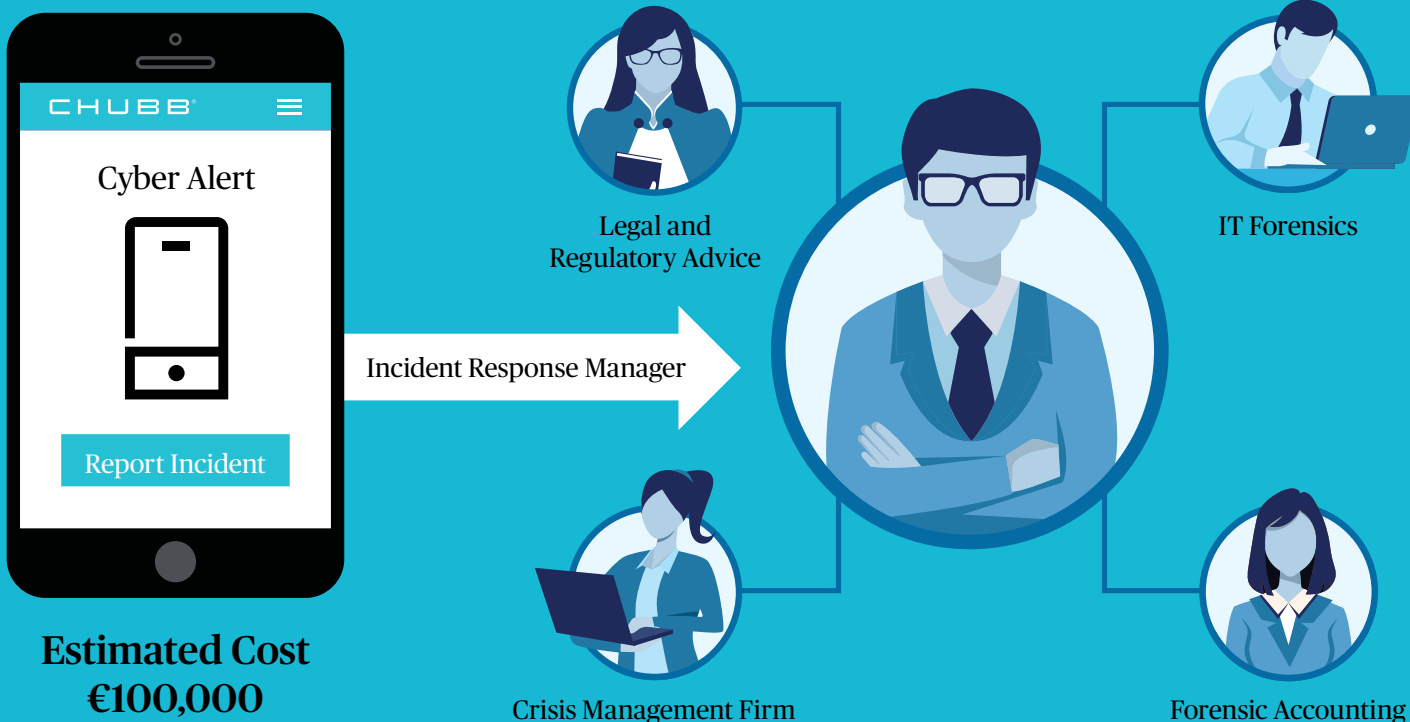 CHUBB®
Cyber Alert
Report Incident
Estimated Cost
€100,000
Incident Response Manager
Legal and
Regulatory Advice
IT Forensics
Crisis Management Firm
Forensic Accounting